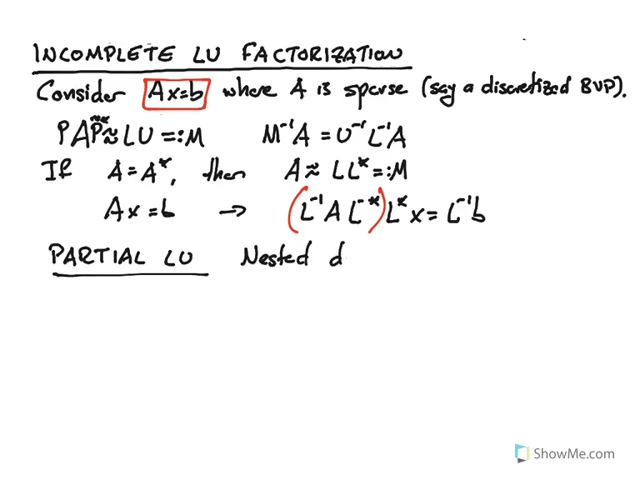 INCOMPLETE LU FACTORIZATION
Consider Ax=b where A is sparse (say a discretized BVP).
PAP* ≈ LU =: M M⁻¹A = U⁻¹L⁻¹A
If A=A*, then A≈ LL* =: M
Ax=b → (L⁻¹AL⁻*)L*x = L⁻¹b
PARTIAL LU Nested d
ShowMe.com